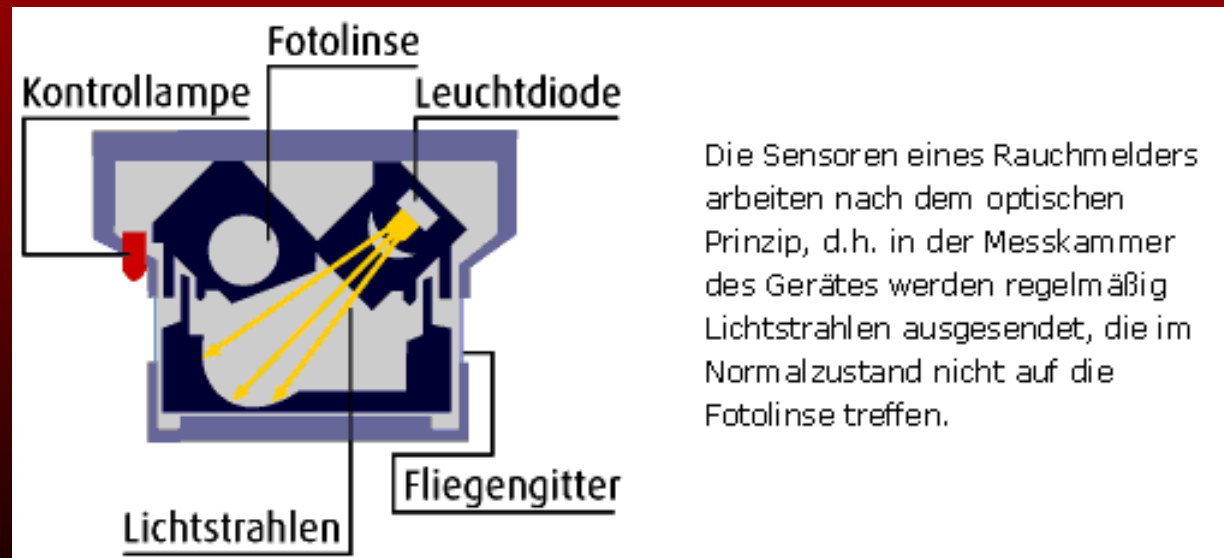 Fotolinse
Kontrollampe
Leuchtdiode
Die Sensoren eines Rauchmelders
arbeiten nach dem optischen
Prinzip, d.h. in der Messkammer
des Gerätes werden regelmäßig
Lichtstrahlen ausgesendet, die im
Normalzustand nicht auf die
Fotolinse treffen.
Fliegengitter
Lichtstrahlen